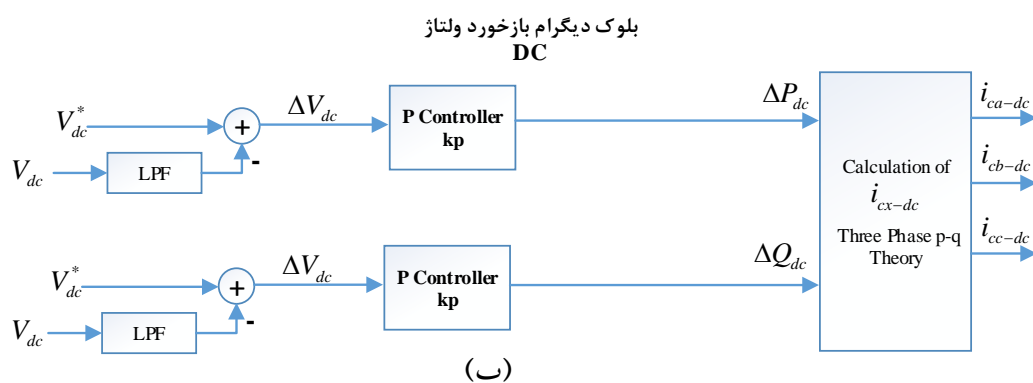 بلوک دیگرام بازخورد ولتاژ
DC
V*dc
ΔVdc
P Controller
kp
ΔPdc
+
-
Vdc
LPF
Calculation of
icx-dc
Three Phase p-q
Theory
ica-dc
icb-dc
icc-dc
V*dc
ΔVdc
P Controller
kp
ΔQdc
+
-
Vdc
LPF
(ب)